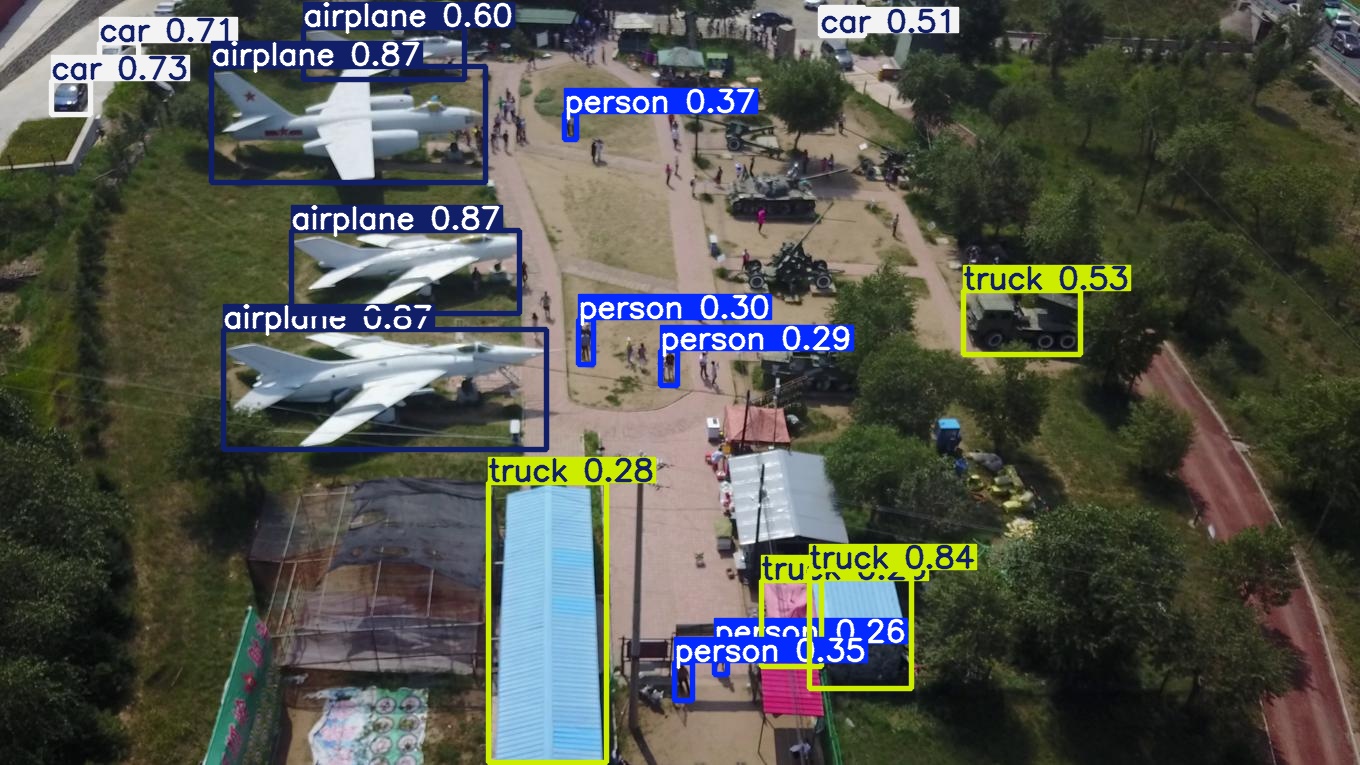 airplane 0.60
car 0.71
car 0.51
airplane 0.87
car 0.73
person 0.37
airplane 0.87
truck 0.53
airplane 0.87
person 0.30
person 0.29
truck 0.28
truck 0.84
person 0.26
person 0.35